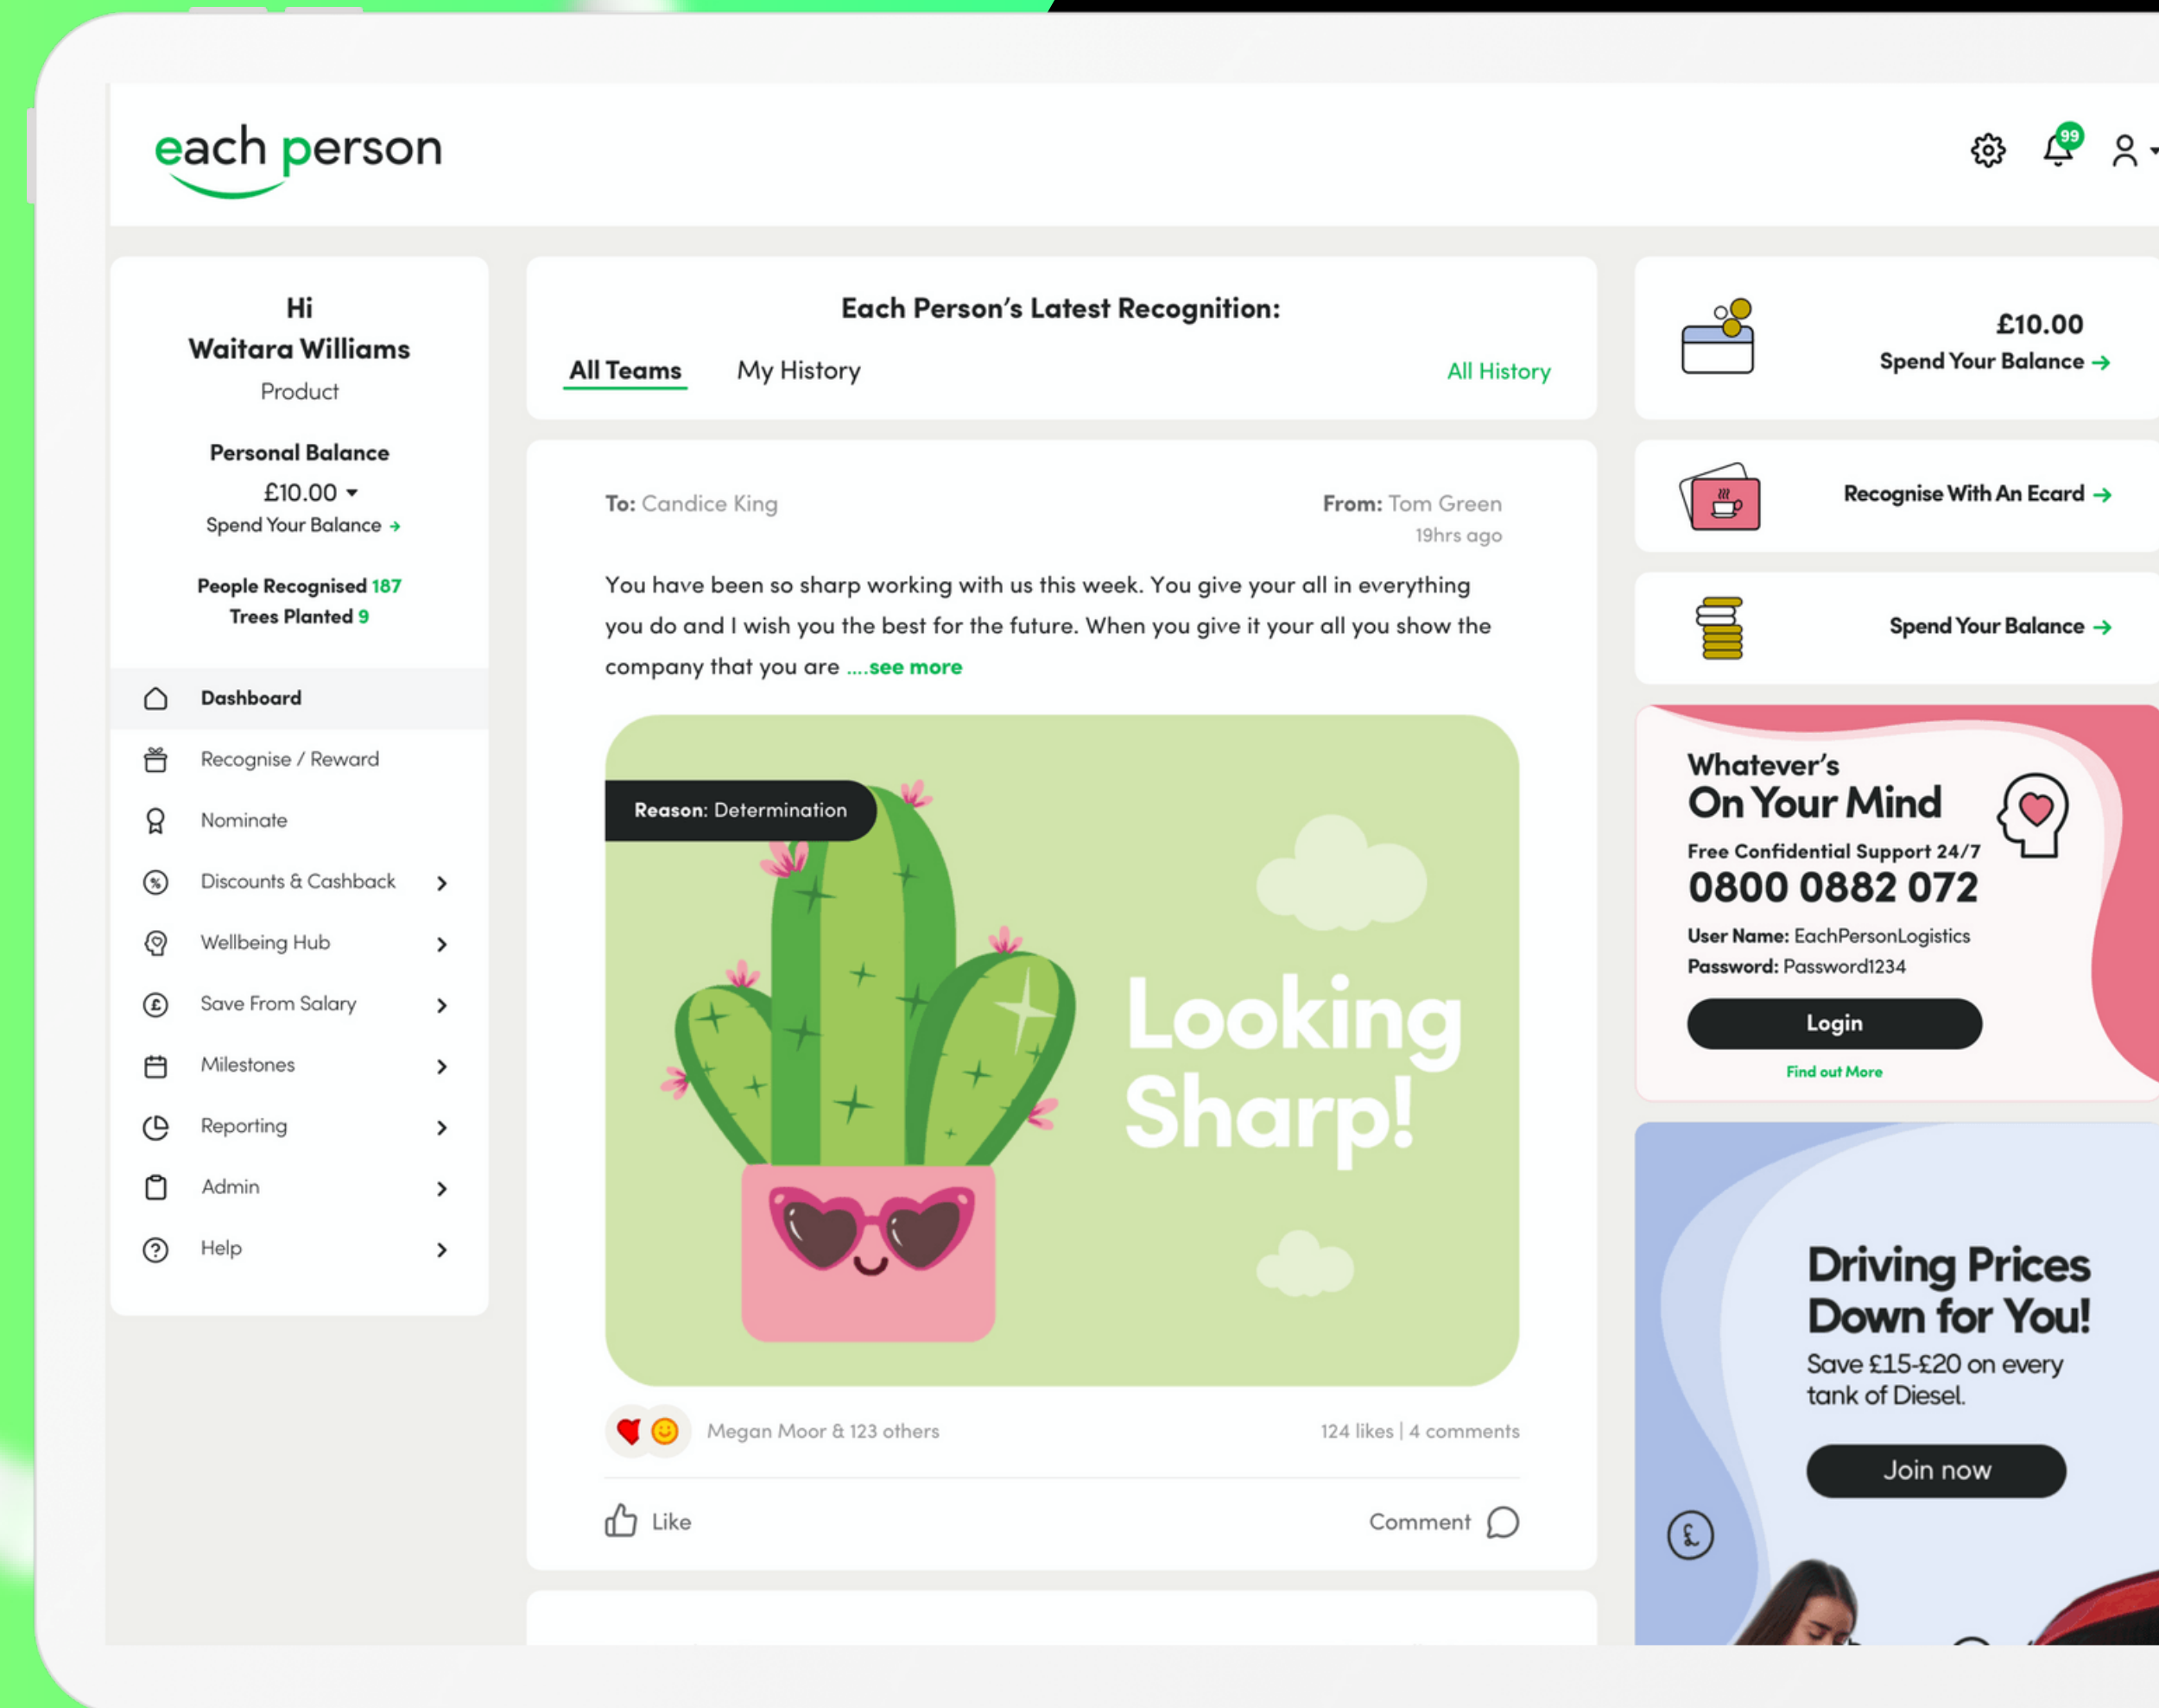 each person
99
Hi
Waitara Williams
Product
Personal Balance
£10.00
Spend Your Balance →
People Recognised 187
Trees Planted 9
Dashboard
Recognise / Reward
Nominate
Discounts & Cashback
Wellbeing Hub
Save From Salary
Milestones
Reporting
Admin
Help
Each Person’s Latest Recognition:
All Teams
My History
All History
To: Candice King
From: Tom Green
19hrs ago
You have been so sharp working with us this week. You give your all in everything
you do and I wish you the best for the future. When you give it your all you show the
company that you are ....see more
Reason: Determination
Looking
Sharp!
Megan Moor & 123 others
124 likes | 4 comments
Like
Comment
£10.00
Spend Your Balance →
Recognise With An Ecard →
Spend Your Balance →
Whatever’s
On Your Mind
Free Confidential Support 24/7
0800 0882 072
User Name: EachPersonLogistics
Password: Password1234
Login
Find out More
Driving Prices
Down for You!
Save £15-£20 on every
tank of Diesel.
Join now
£